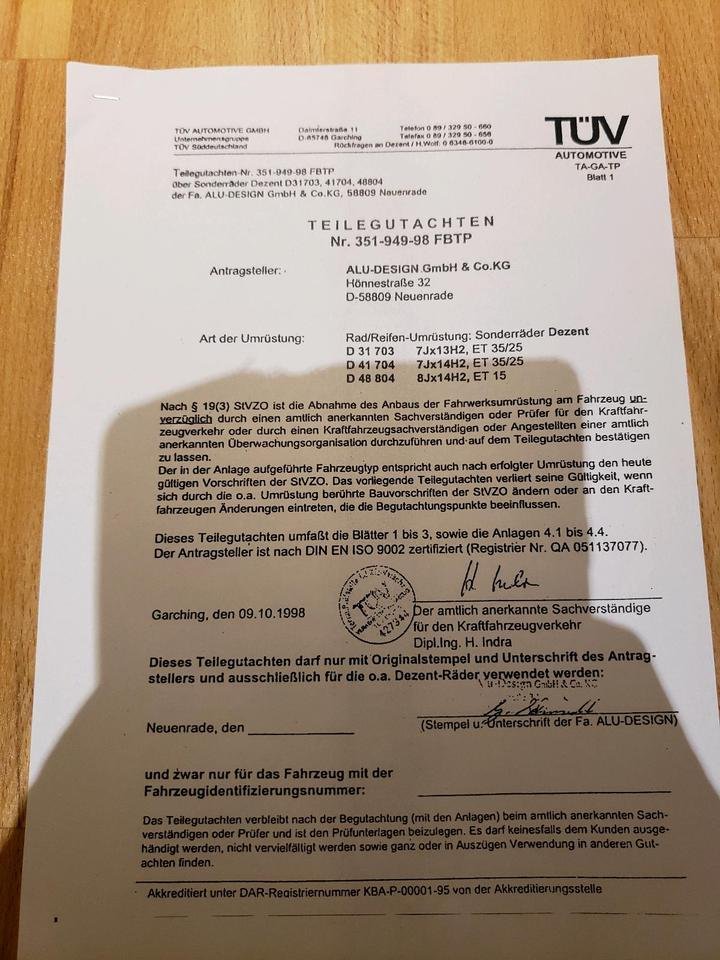 TÜV AUTOMOTIVE GMBH Daimlerstraße 11 Telefon 0 89 / 329 50 - 660
Unternehmensgruppe D-85748 Garching Telefax 0 89 / 329 50 - 656
TÜV Süddeutschland Rückfragen an Dezent / H.Wolf: 0 6348-6100-0
TÜV
AUTOMOTIVE
TA-GA-TP
Blatt 1
Teilegutachten-Nr. 351-949-98 FBTP
über Sonderräder Dezent D31703, 41704, 48804
der Fa. ALU-DESIGN GmbH & Co.KG, 58809 Neuenrade
TEILEGUTACHTEN
Nr. 351-949-98 FBTP
Antragsteller: ALU-DESIGN GmbH & Co.KG
Hönnestraße 32
D-58809 Neuenrade
Art der Umrüstung: Rad/Reifen-Umrüstung: Sonderräder Dezent
D 31 703 7Jx13H2, ET 35/25
D 41 704 7Jx14H2, ET 35/25
D 48 804 8Jx14H2, ET 15
Nach § 19(3) StVZO ist die Abnahme des Anbaus der Fahrwerksumrüstung am Fahrzeug un-
verzüglich durch einen amtlich anerkannten Sachverständigen oder Prüfer für den Kraftfahr-
zeugverkehr oder durch einen Kraftfahrzeugsachverständigen oder Angestellten einer amtlich
anerkannten Überwachungsorganisation durchzuführen und auf dem Teilegutachten bestätigen
zu lassen.
Der in der Anlage aufgeführte Fahrzeugtyp entspricht auch nach erfolgter Umrüstung den heute
gültigen Vorschriften der StVZO. Das vorliegende Teilegutachten verliert seine Gültigkeit, wenn
sich durch die o.a. Umrüstung berührte Bauvorschriften der StVZO ändern oder an den Kraft-
fahrzeugen Änderungen eintreten, die die Begutachtungspunkte beeinflussen.
Dieses Teilegutachten umfaßt die Blätter 1 bis 3, sowie die Anlagen 4.1 bis 4.4.
Der Antragsteller ist nach DIN EN ISO 9002 zertifiziert (Registrier Nr. QA 051137077).
TÜV
Garching, den 09.10.1998
Der amtlich anerkannte Sachverständige
für den Kraftfahrzeugverkehr
Dipl.Ing. H. Indra
Dieses Teilegutachten darf nur mit Originalstempel und Unterschrift des Antrag-
stellers und ausschließlich für die o.a. Dezent-Räder verwendet werden:
Design GmbH & Co. KG
Neuenrade, den
(Stempel u. Unterschrift der Fa. ALU-DESIGN)
und zwar nur für das Fahrzeug mit der
Fahrzeugidentifizierungsnummer:
Das Teilegutachten verbleibt nach der Begutachtung (mit den Anlagen) beim amtlich anerkannten Sach-
verständigen oder Prüfer und ist den Prüfunterlagen beizulegen. Es darf keinesfalls dem Kunden ausge-
händigt werden, nicht vervielfältigt werden sowie ganz oder in Auszügen Verwendung in anderen Gut-
achten finden.
Akkreditiert unter DAR-Registriernummer KBA-P-00001-95 von der Akkreditierungsstelle